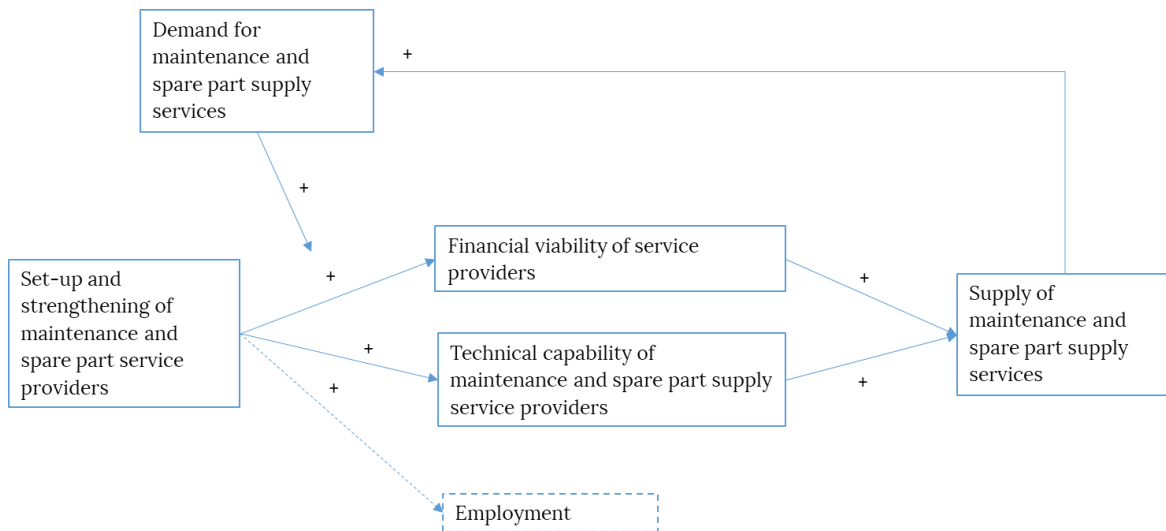 Demand for
maintenance and
spare part supply
services
+
+
+
Financial viability of service
providers
+
Set-up and
strengthening of
maintenance and
spare part service
providers
+
Technical capability of
maintenance and spare part supply
service providers
+
+
Supply of
maintenance and
spare part supply
services
Employment